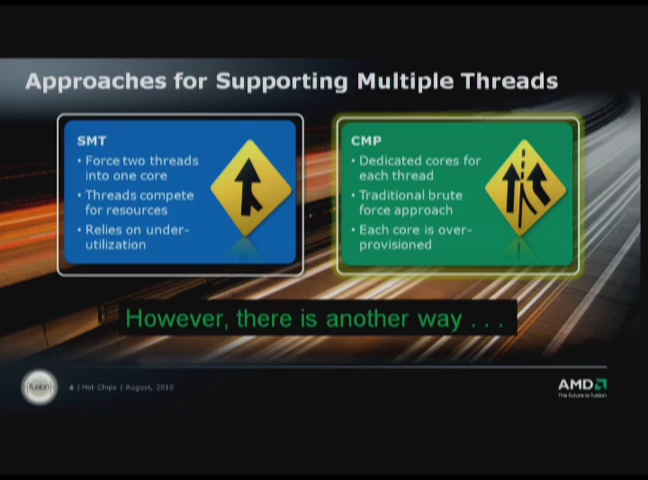 Approaches for Supporting Multiple Threads
SMT
• Force two threads
into one core
• Threads compete
for resources
• Relies on under-
utilization
CMP
• Dedicated cores for
each thread
• Traditional brute
force approach
• Each core is over-
provisioned
However, there is another way . . .
fusion
4 | Hot Chips | August, 2010
AMD
The future is fusion